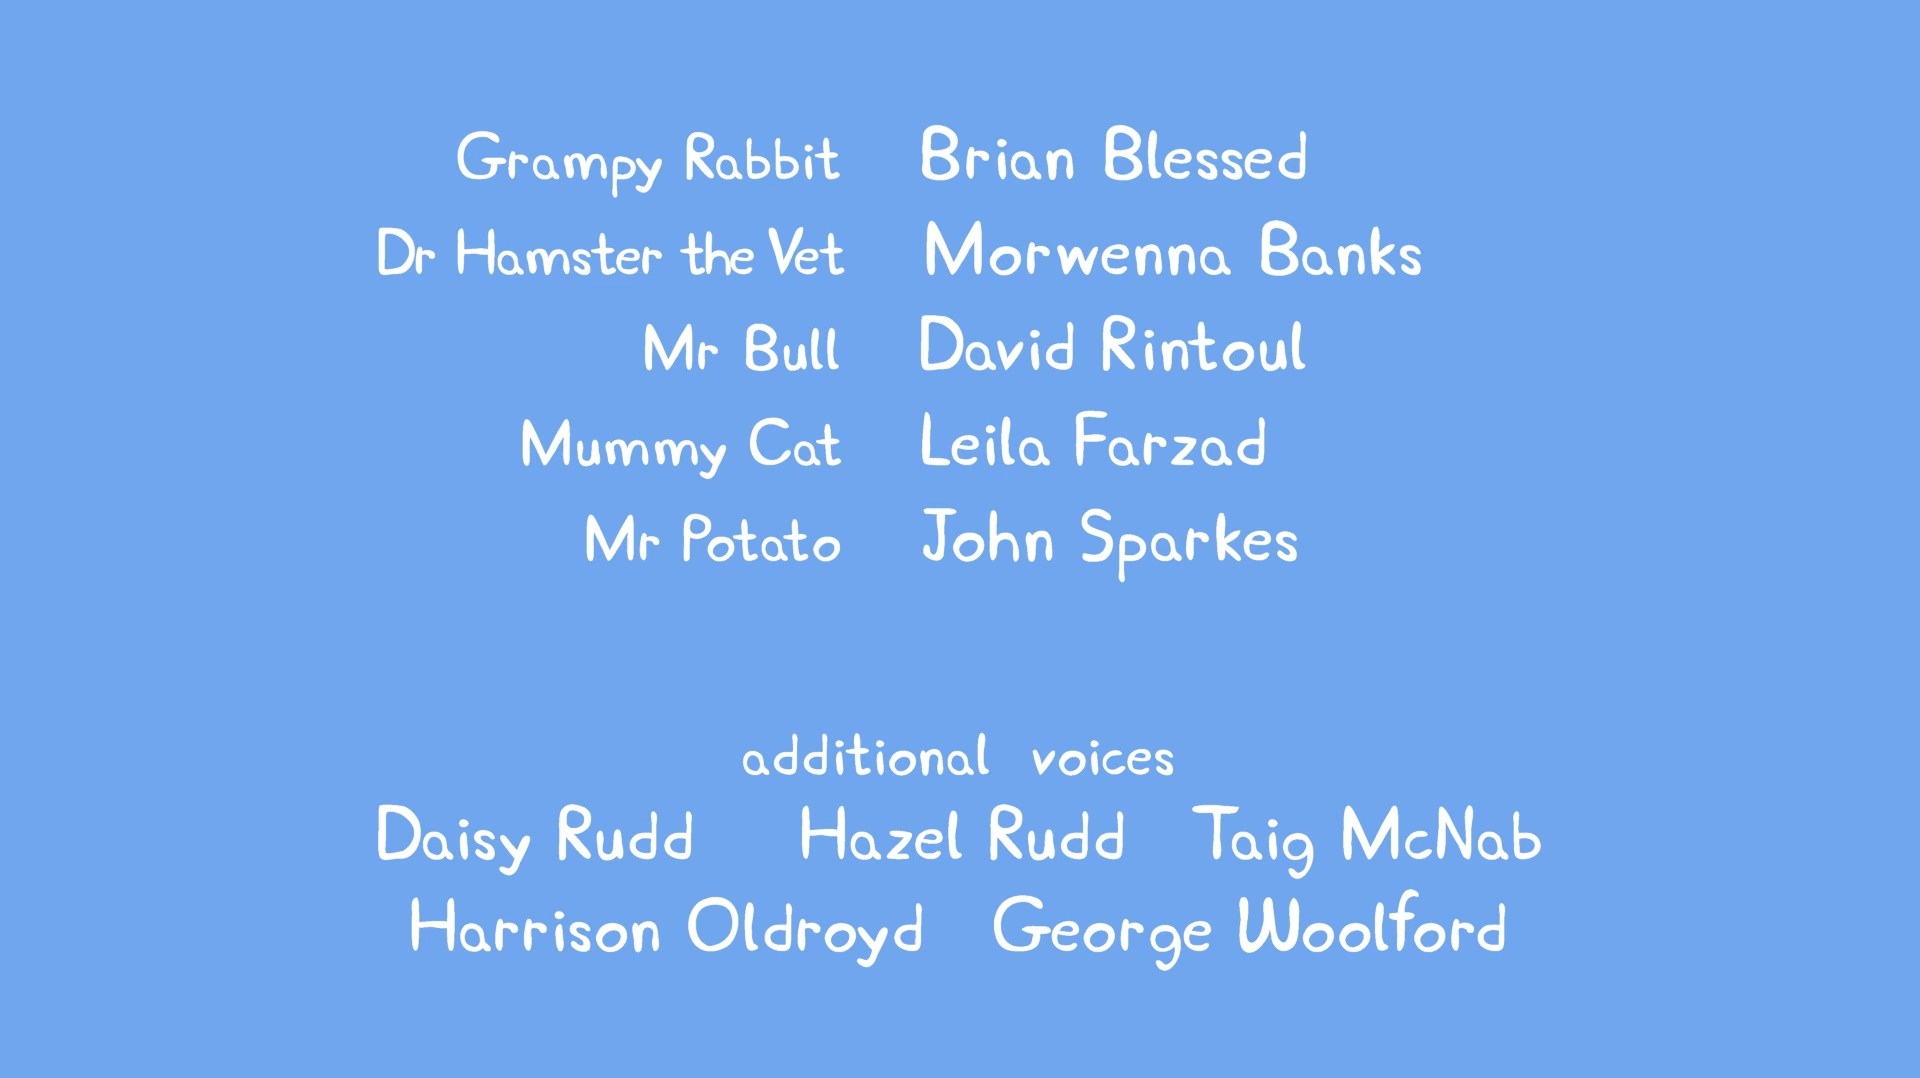 Grampy Rabbit Brian Blessed
Dr Hamster the Vet Morwenna Banks
Mr Bull David Rintoul
Mummy Cat Leila Farzad
Mr Potato John Sparkes
additional voices
Daisy Rudd Hazel Rudd Taig McNab
Harrison Oldroyd George Woolford